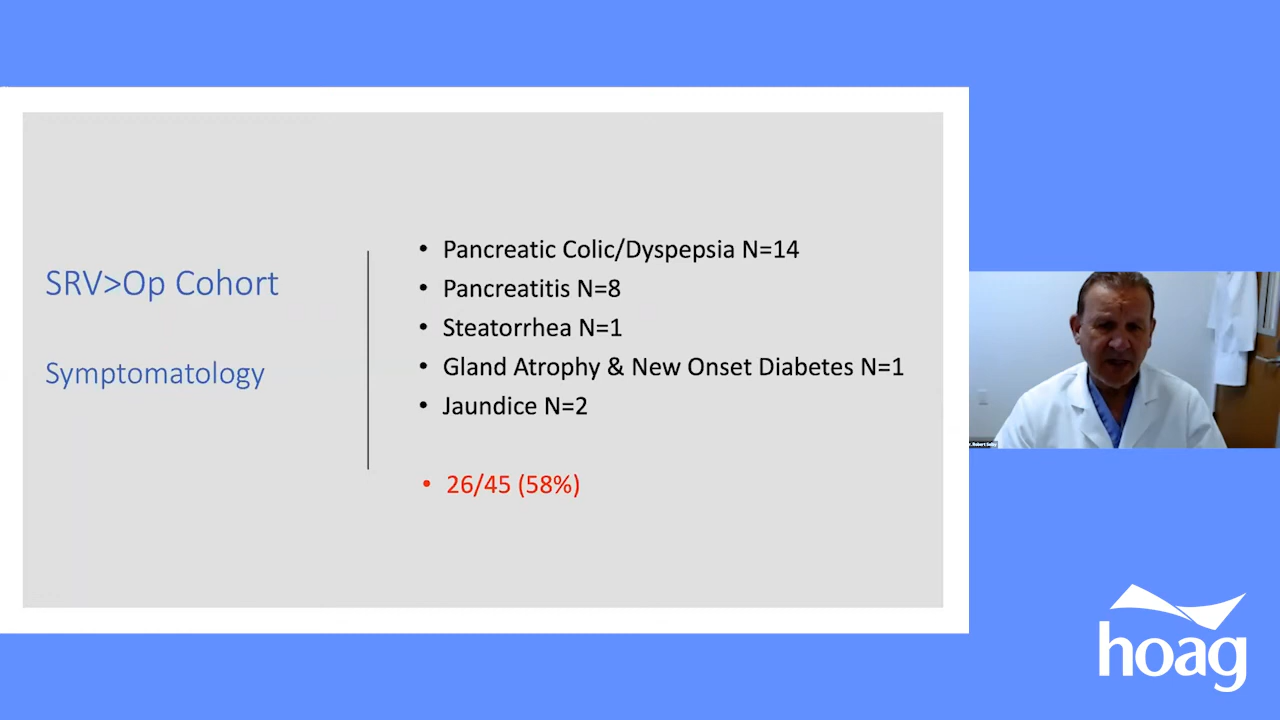 SRV>Op Cohort
Symptomatology
• Pancreatic Colic/Dyspepsia N=14
• Pancreatitis N=8
• Steatorrhea N=1
• Gland Atrophy & New Onset Diabetes N=1
• Jaundice N=2
• 26/45 (58%)
hoag